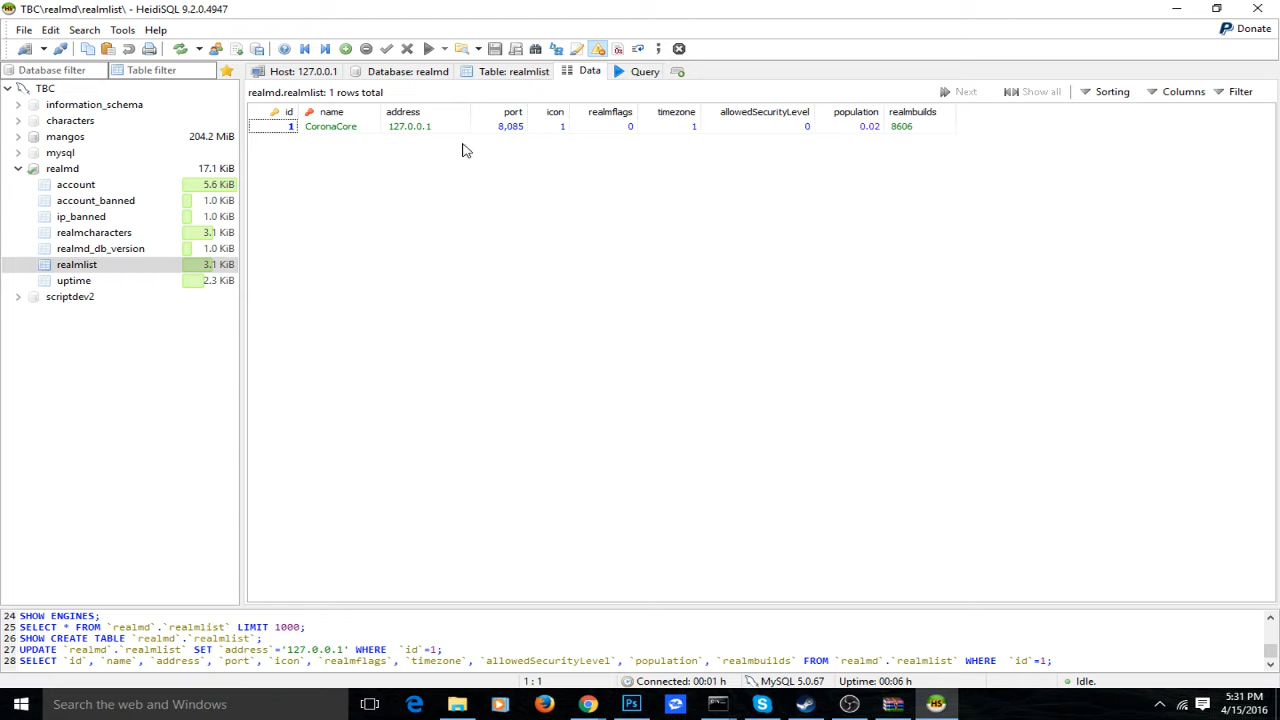 TBC\realmd\realmlist\ - HeidiSQL 9.2.0.4947
File Edit Search Tools Help
Donate
Database filter Table filter Host: 127.0.0.1 Database: realmd Table: realmlist Data Query
realmd.realmlist: 1 rows total Next Show all Sorting Columns Filter
TBC
information_schema
characters
mangos 204.2 MiB
mysql
realmd 17.1 KiB
account 5.6 KiB
account_banned 1.0 KiB
ip_banned 1.0 KiB
realmcharacters 3.1 KiB
realmd_db_version 1.0 KiB
realmlist 3.1 KiB
uptime 2.3 KiB
scriptdev2
id name address port icon realmflags timezone allowedSecurityLevel population realmbuilds
1 CoronaCore 127.0.0.1 8,085 1 0 1 0 0.02 8606
24 SHOW ENGINES;
25 SELECT * FROM `realmd`.`realmlist` LIMIT 1000;
26 SHOW CREATE TABLE `realmd`.`realmlist`;
27 UPDATE `realmd`.`realmlist` SET `address`='127.0.0.1' WHERE `id`=1;
28 SELECT `id`, `name`, `address`, `port`, `icon`, `realmflags`, `timezone`, `allowedSecurityLevel`, `population`, `realmbuilds` FROM `realmd`.`realmlist` WHERE `id`=1;
1 : 1 Connected: 00:01 h MySQL 5.0.67 Uptime: 00:06 h Idle.
Search the web and Windows
5:31 PM
4/15/2016